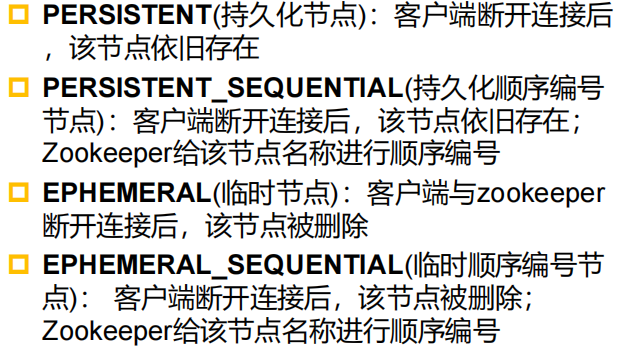 PERSISTENT(持久化节点)：客户端断开连接后
，该节点依旧存在
PERSISTENT_SEQUENTIAL(持久化顺序编号
节点)：客户端断开连接后，该节点依旧存在；
Zookeeper给该节点名称进行顺序编号
EPHEMERAL(临时节点)：客户端与zookeeper
断开连接后，该节点被删除
EPHEMERAL_SEQUENTIAL(临时顺序编号节
点)： 客户端断开连接后，该节点被删除；
Zookeeper给该节点名称进行顺序编号